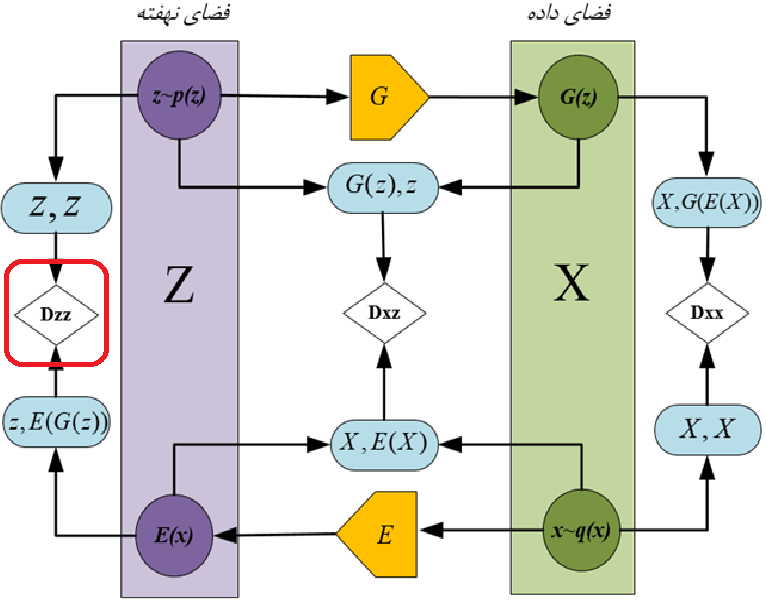 فضای نهفته
فضای داده
z~p(z)
G
G(z)
Z, Z
G(z), z
X,G(E(X))
Z
X
Dzz
Dxz
Dxx
z,E(G(z))
X,E(X)
X, X
E(x)
E
x~q(x)